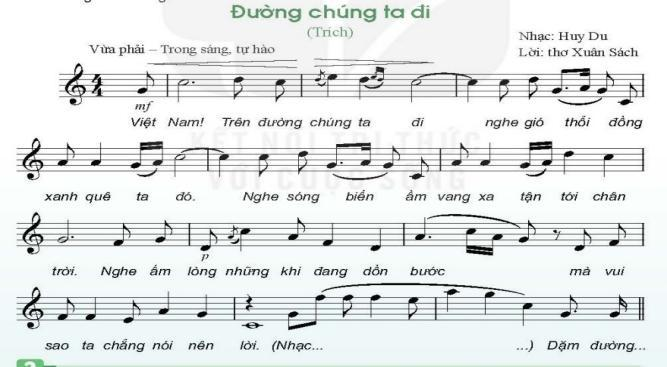 Đường chúng ta đi
(Trích)
Nhạc: Huy Du
Vừa phải – Trong sáng, tự hào
Lời: thơ Xuân Sách
4
4
mf
Việt Nam! Trên đường chúng ta đi nghe gió thổi đồng
KẾT NỐI TRI THỨC
VỚI CUỘC SỐNG
xanh quê ta đó. Nghe sóng biển ầm vang xa tận tới chân
p
trời. Nghe ấm lòng những khi đang dồn bước mà vui
sao ta chẳng nói nên lời. (Nhạc... ...) Dặm đường...